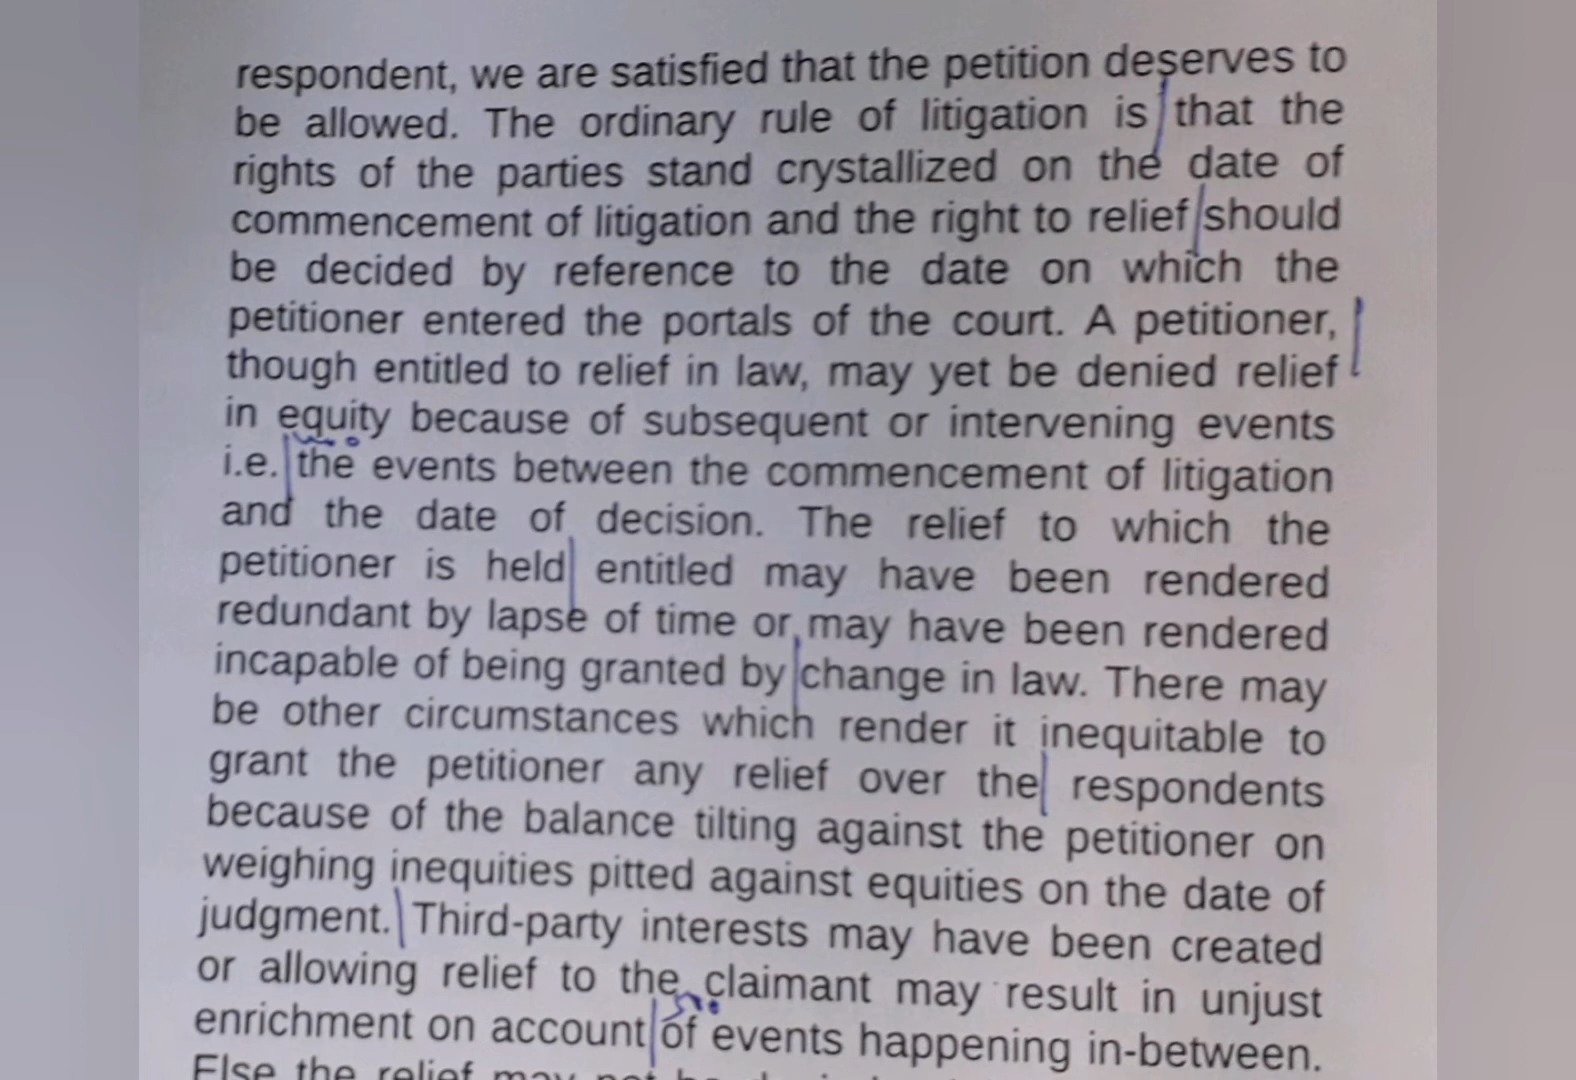 respondent, we are satisfied that the petition deserves to
be allowed. The ordinary rule of litigation is that the
rights of the parties stand crystallized on the date of
commencement of litigation and the right to relief should
be decided by reference to the date on which the
petitioner entered the portals of the court. A petitioner,
though entitled to relief in law, may yet be denied relief
in equity because of subsequent or intervening events
i.e. the events between the commencement of litigation
and the date of decision. The relief to which the
petitioner is held entitled may have been rendered
redundant by lapse of time or may have been rendered
incapable of being granted by change in law. There may
be other circumstances which render it inequitable to
grant the petitioner any relief over the respondents
because of the balance tilting against the petitioner on
weighing inequities pitted against equities on the date of
judgment. Third-party interests may have been created
or allowing relief to the claimant may result in unjust
enrichment on account of events happening in-between.
Else the relief may not be